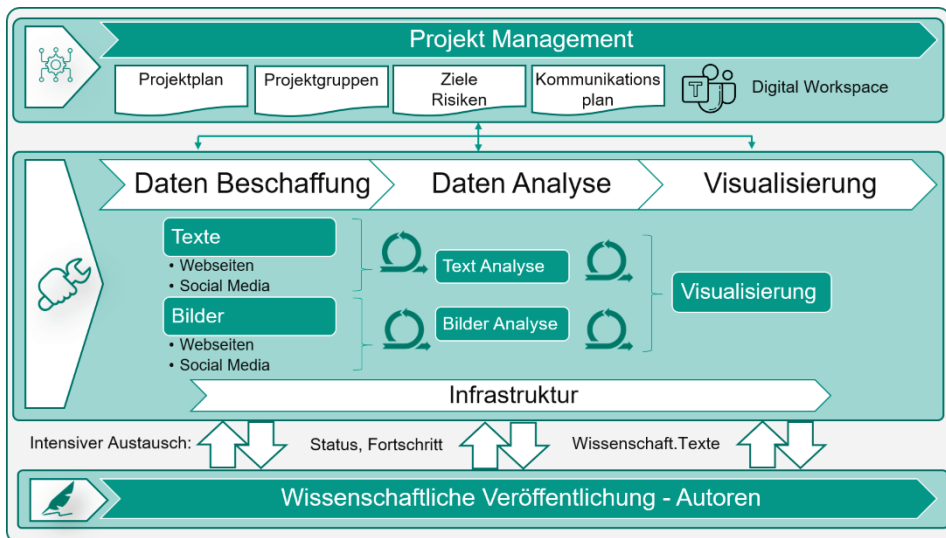 Projekt Management
Projektplan
Projektgruppen
Ziele
Risiken
Kommunikations
plan
T
Digital Workspace
Daten Beschaffung
Daten Analyse
Visualisierung
Texte
• Webseiten
• Social Media
Text Analyse
Bilder
• Webseiten
• Social Media
Bilder Analyse
Visualisierung
Infrastruktur
Intensiver Austausch:
Status, Fortschritt
Wissenschaft.Texte
Wissenschaftliche Veröffentlichung - Autoren